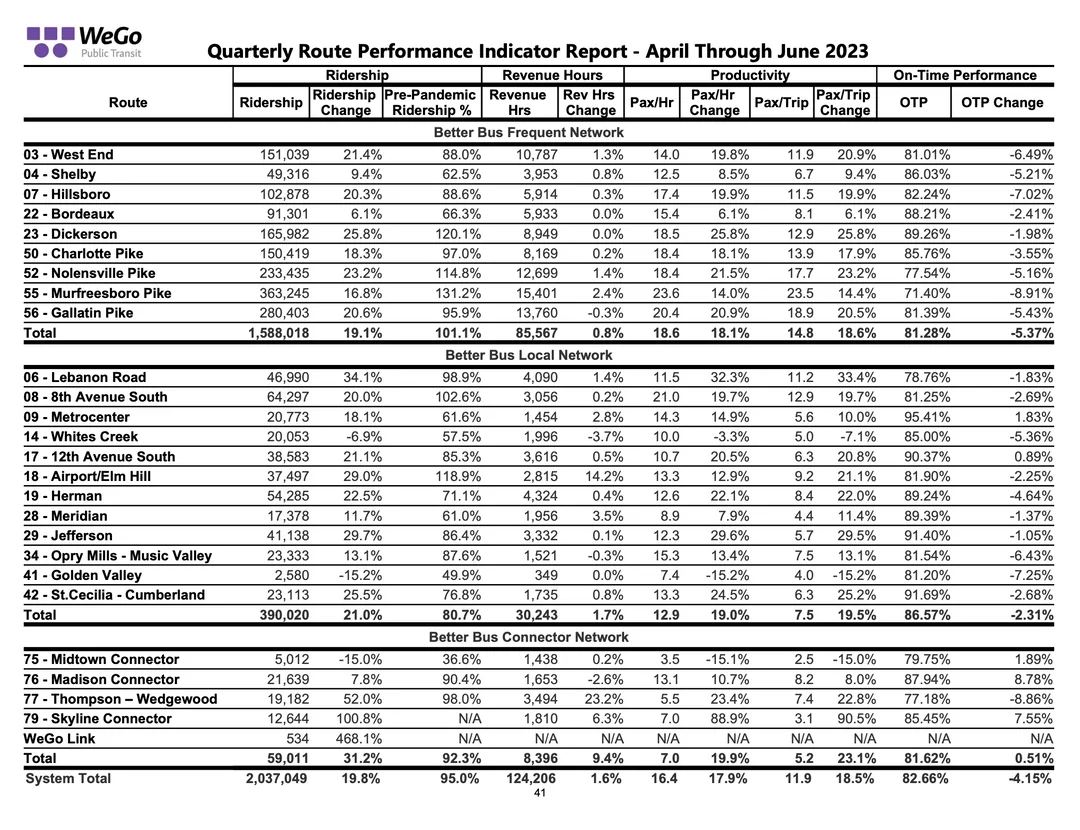 WeGo
Public Transit
Quarterly Route Performance Indicator Report - April Through June 2023
Ridership Revenue Hours Productivity On-Time Performance
Route Ridership Ridership Change Pre-Pandemic Ridership % Revenue Hrs Rev Hrs Change Pax/Hr Pax/Hr Change Pax/Trip Pax/Trip Change OTP OTP Change
Better Bus Frequent Network
03 - West End 151,039 21.4% 88.0% 10,787 1.3% 14.0 19.8% 11.9 20.9% 81.01% -6.49%
04 - Shelby 49,316 9.4% 62.5% 3,953 0.8% 12.5 8.5% 6.7 9.4% 86.03% -5.21%
07 - Hillsboro 102,878 20.3% 88.6% 5,914 0.3% 17.4 19.9% 11.5 19.9% 82.24% -7.02%
22 - Bordeaux 91,301 6.1% 66.3% 5,933 0.0% 15.4 6.1% 8.1 6.1% 88.21% -2.41%
23 - Dickerson 165,982 25.8% 120.1% 8,949 0.0% 18.5 25.8% 12.9 25.8% 89.26% -1.98%
50 - Charlotte Pike 150,419 18.3% 97.0% 8,169 0.2% 18.4 18.1% 13.9 17.9% 85.76% -3.55%
52 - Nolensville Pike 233,435 23.2% 114.8% 12,699 1.4% 18.4 21.5% 17.7 23.2% 77.54% -5.16%
55 - Murfreesboro Pike 363,245 16.8% 131.2% 15,401 2.4% 23.6 14.0% 23.5 14.4% 71.40% -8.91%
56 - Gallatin Pike 280,403 20.6% 95.9% 13,760 -0.3% 20.4 20.9% 18.9 20.5% 81.39% -5.43%
Total 1,588,018 19.1% 101.1% 85,567 0.8% 18.6 18.1% 14.8 18.6% 81.28% -5.37%
Better Bus Local Network
06 - Lebanon Road 46,990 34.1% 98.9% 4,090 1.4% 11.5 32.3% 11.2 33.4% 78.76% -1.83%
08 - 8th Avenue South 64,297 20.0% 102.6% 3,056 0.2% 21.0 19.7% 12.9 19.7% 81.25% -2.69%
09 - Metrocenter 20,773 18.1% 61.6% 1,454 2.8% 14.3 14.9% 5.6 10.0% 95.41% 1.83%
14 - Whites Creek 20,053 -6.9% 57.5% 1,996 -3.7% 10.0 -3.3% 5.0 -7.1% 85.00% -5.36%
17 - 12th Avenue South 38,583 21.1% 85.3% 3,616 0.5% 10.7 20.5% 6.3 20.8% 90.37% 0.89%
18 - Airport/Elm Hill 37,497 29.0% 118.9% 2,815 14.2% 13.3 12.9% 9.2 21.1% 81.90% -2.25%
19 - Herman 54,285 22.5% 71.1% 4,324 0.4% 12.6 22.1% 8.4 22.0% 89.24% -4.64%
28 - Meridian 17,378 11.7% 61.0% 1,956 3.5% 8.9 7.9% 4.4 11.4% 89.39% -1.37%
29 - Jefferson 41,138 29.7% 86.4% 3,332 0.1% 12.3 29.6% 5.7 29.5% 91.40% -1.05%
34 - Opry Mills - Music Valley 23,333 13.1% 87.6% 1,521 -0.3% 15.3 13.4% 7.5 13.1% 81.54% -6.43%
41 - Golden Valley 2,580 -15.2% 49.9% 349 0.0% 7.4 -15.2% 4.0 -15.2% 81.20% -7.25%
42 - St.Cecilia - Cumberland 23,113 25.5% 76.8% 1,735 0.8% 13.3 24.5% 6.3 25.2% 91.69% -2.68%
Total 390,020 21.0% 80.7% 30,243 1.7% 12.9 19.0% 7.5 19.5% 86.57% -2.31%
Better Bus Connector Network
75 - Midtown Connector 5,012 -15.0% 36.6% 1,438 0.2% 3.5 -15.1% 2.5 -15.0% 79.75% 1.89%
76 - Madison Connector 21,639 7.8% 90.4% 1,653 -2.6% 13.1 10.7% 8.2 8.0% 87.94% 8.78%
77 - Thompson – Wedgewood 19,182 52.0% 98.0% 3,494 23.2% 5.5 23.4% 7.4 22.8% 77.18% -8.86%
79 - Skyline Connector 12,644 100.8% N/A 1,810 6.3% 7.0 88.9% 3.1 90.5% 85.45% 7.55%
WeGo Link 534 468.1% N/A N/A N/A N/A N/A N/A N/A N/A N/A
Total 59,011 31.2% 92.3% 8,396 9.4% 7.0 19.9% 5.2 23.1% 81.62% 0.51%
System Total 2,037,049 19.8% 95.0% 124,206 1.6% 16.4 17.9% 11.9 18.5% 82.66% -4.15%
41